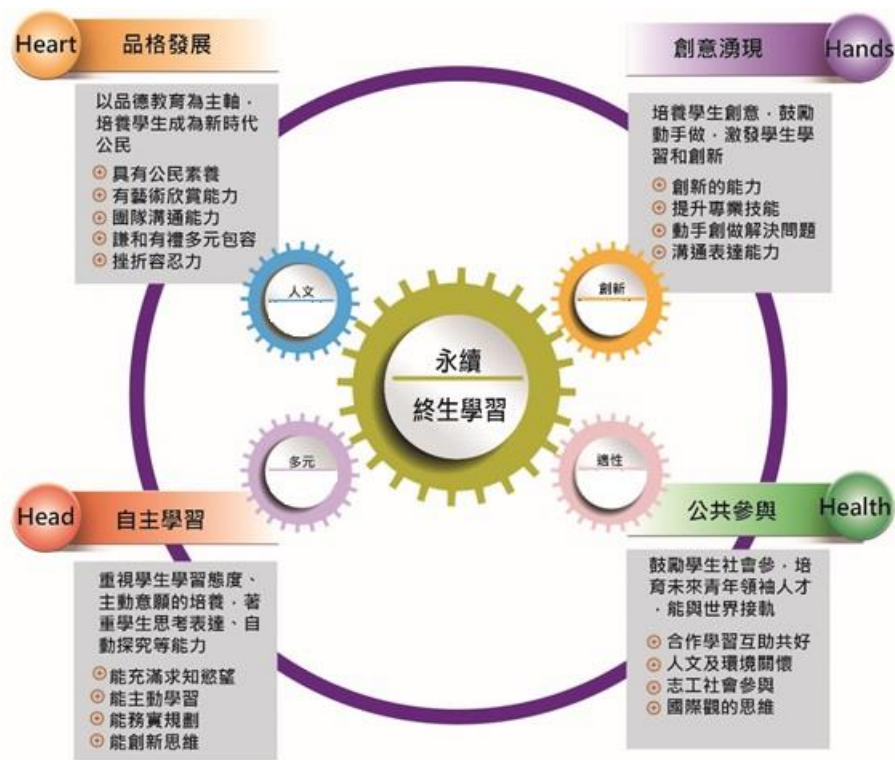 Heart 品格發展
以品德教育為主軸，
培養學生成為新時代
公民
具有公民素養
有藝術欣賞能力
團隊溝通能力
謙和有禮多元包容
挫折容忍力
創意湧現 Hands
培養學生創意，鼓勵
動手做，激發學生學
習和創新
創新的能力
提升專業技能
動手創做解決問題
溝通表達能力
人文
創新
永續
終生學習
多元
適性
Head 自主學習
重視學生學習態度、
主動意願的培養，著
重學生思考表達、自
動探究等能力
能充滿求知慾望
能主動學習
能務實規劃
能創新思維
公共參與 Health
鼓勵學生社會參，培
育未來青年領袖人才
，能與世界接軌
合作學習互助共好
人文及環境關懷
志工社會參與
國際觀的思維